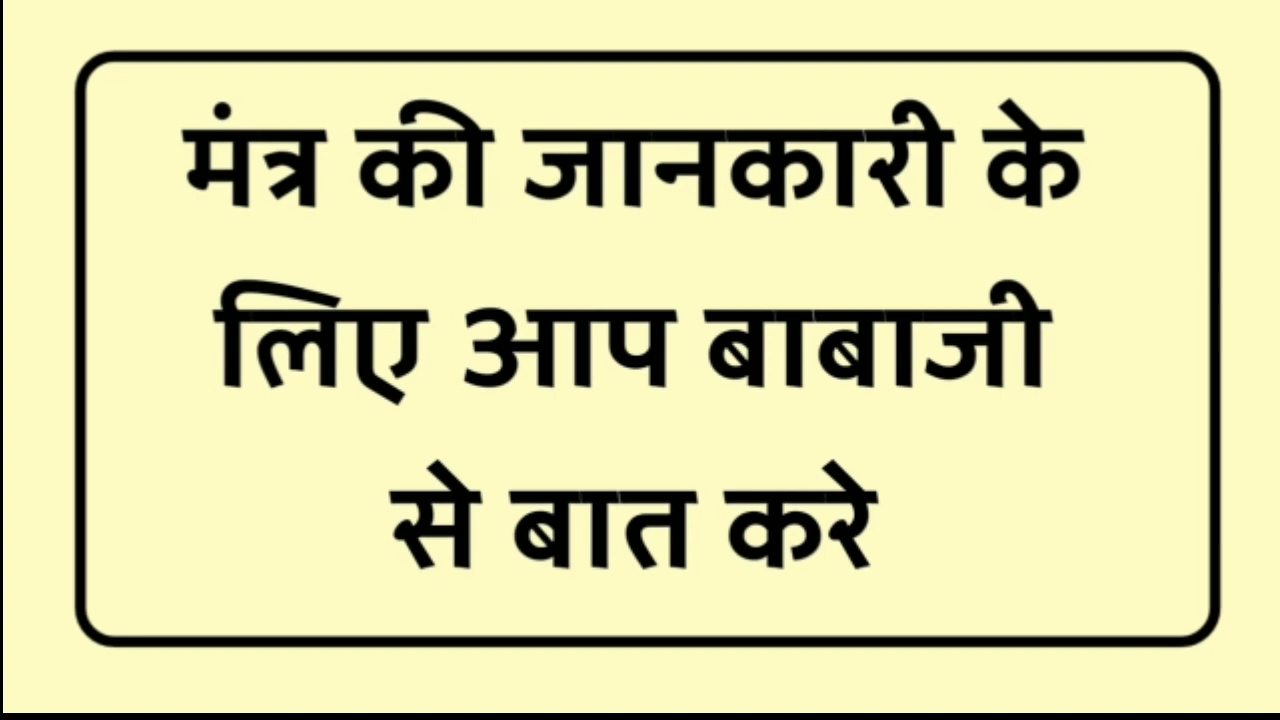 मंत्र की जानकारी के
लिए आप बाबाजी
से बात करे